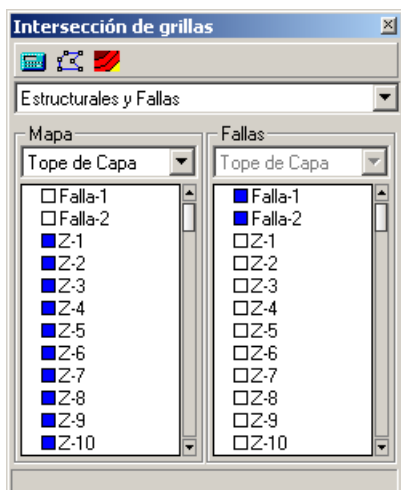 Intersección de grillas
Estructurales y Fallas
Mapa
Tope de Capa
Falla-1
Falla-2
Z-1
Z-2
Z-3
Z-4
Z-5
Z-6
Z-7
Z-8
Z-9
Z-10
Fallas
Tope de Capa
Falla-1
Falla-2
Z-1
Z-2
Z-3
Z-4
Z-5
Z-6
Z-7
Z-8
Z-9
Z-10